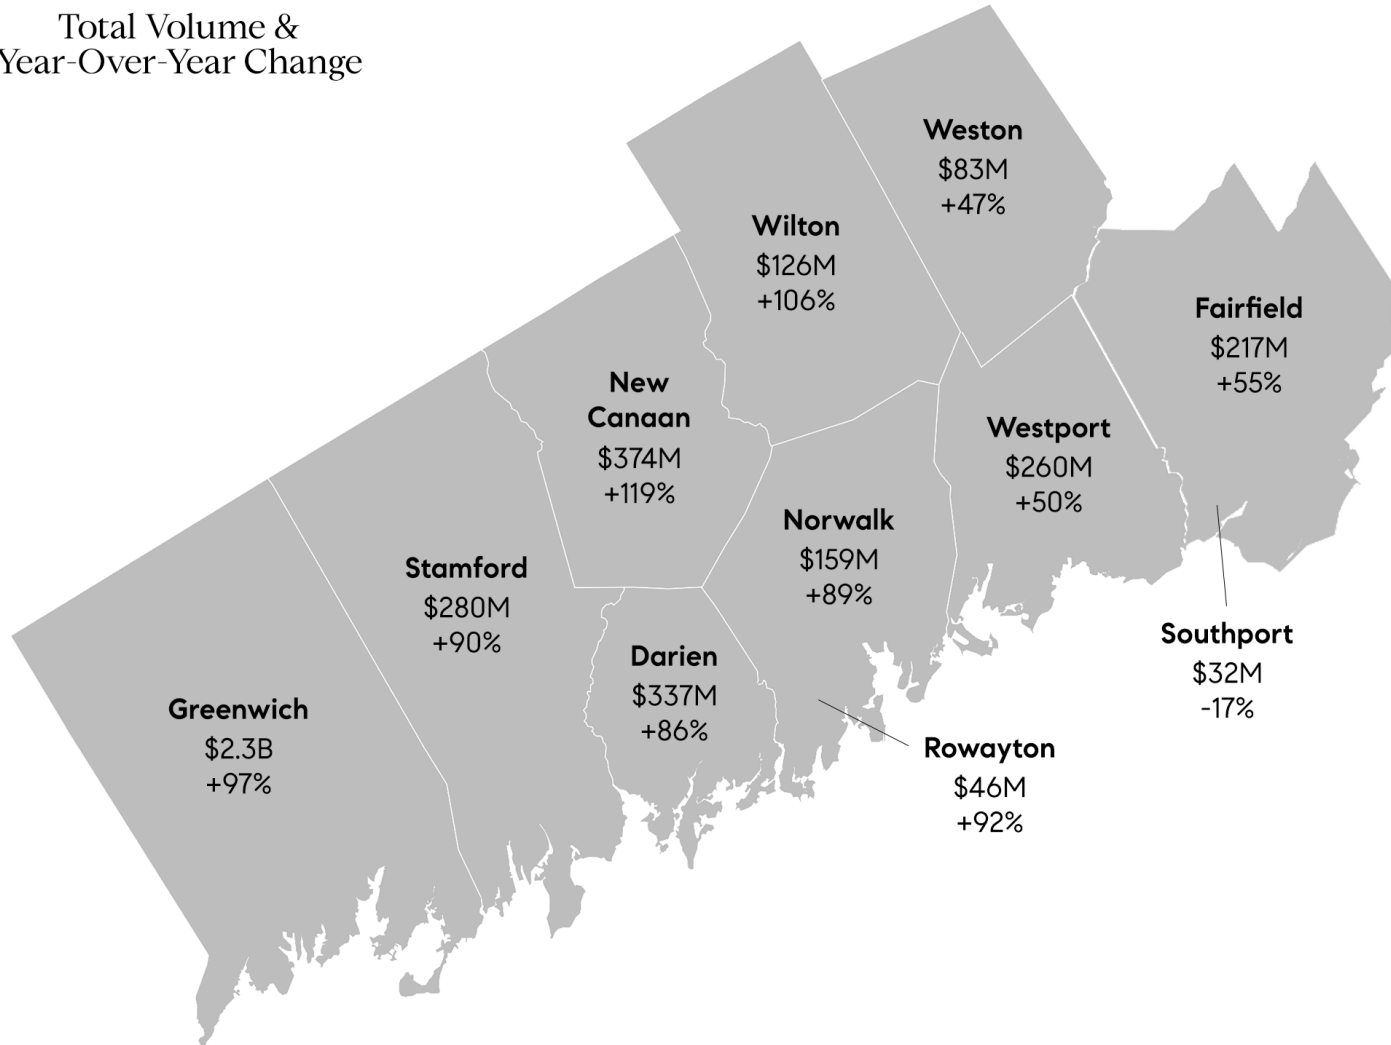 Total Volume &
Year-Over-Year Change
Weston
$83M
+47%
Wilton
$126M
+106%
Fairfield
$217M
+55%
New
Canaan
$374M
+119%
Westport
$260M
+50%
Norwalk
$159M
+89%
Stamford
$280M
+90%
Darien
$337M
+86%
Southport
$32M
-17%
Greenwich
$2.3B
+97%
Rowayton
$46M
+92%